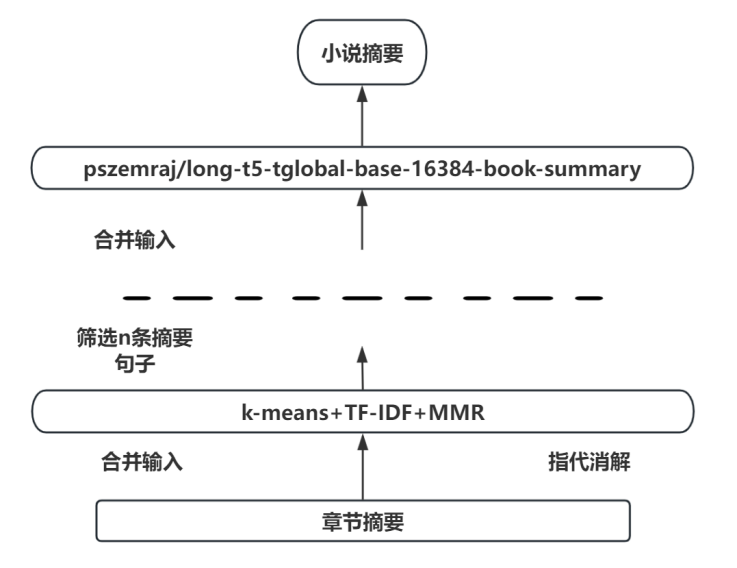 小说摘要
pszemraj/long-t5-tglobal-base-16384-book-summary
合并输入
筛选n条摘要
句子
k-means+TF-IDF+MMR
合并输入
指代消解
章节摘要